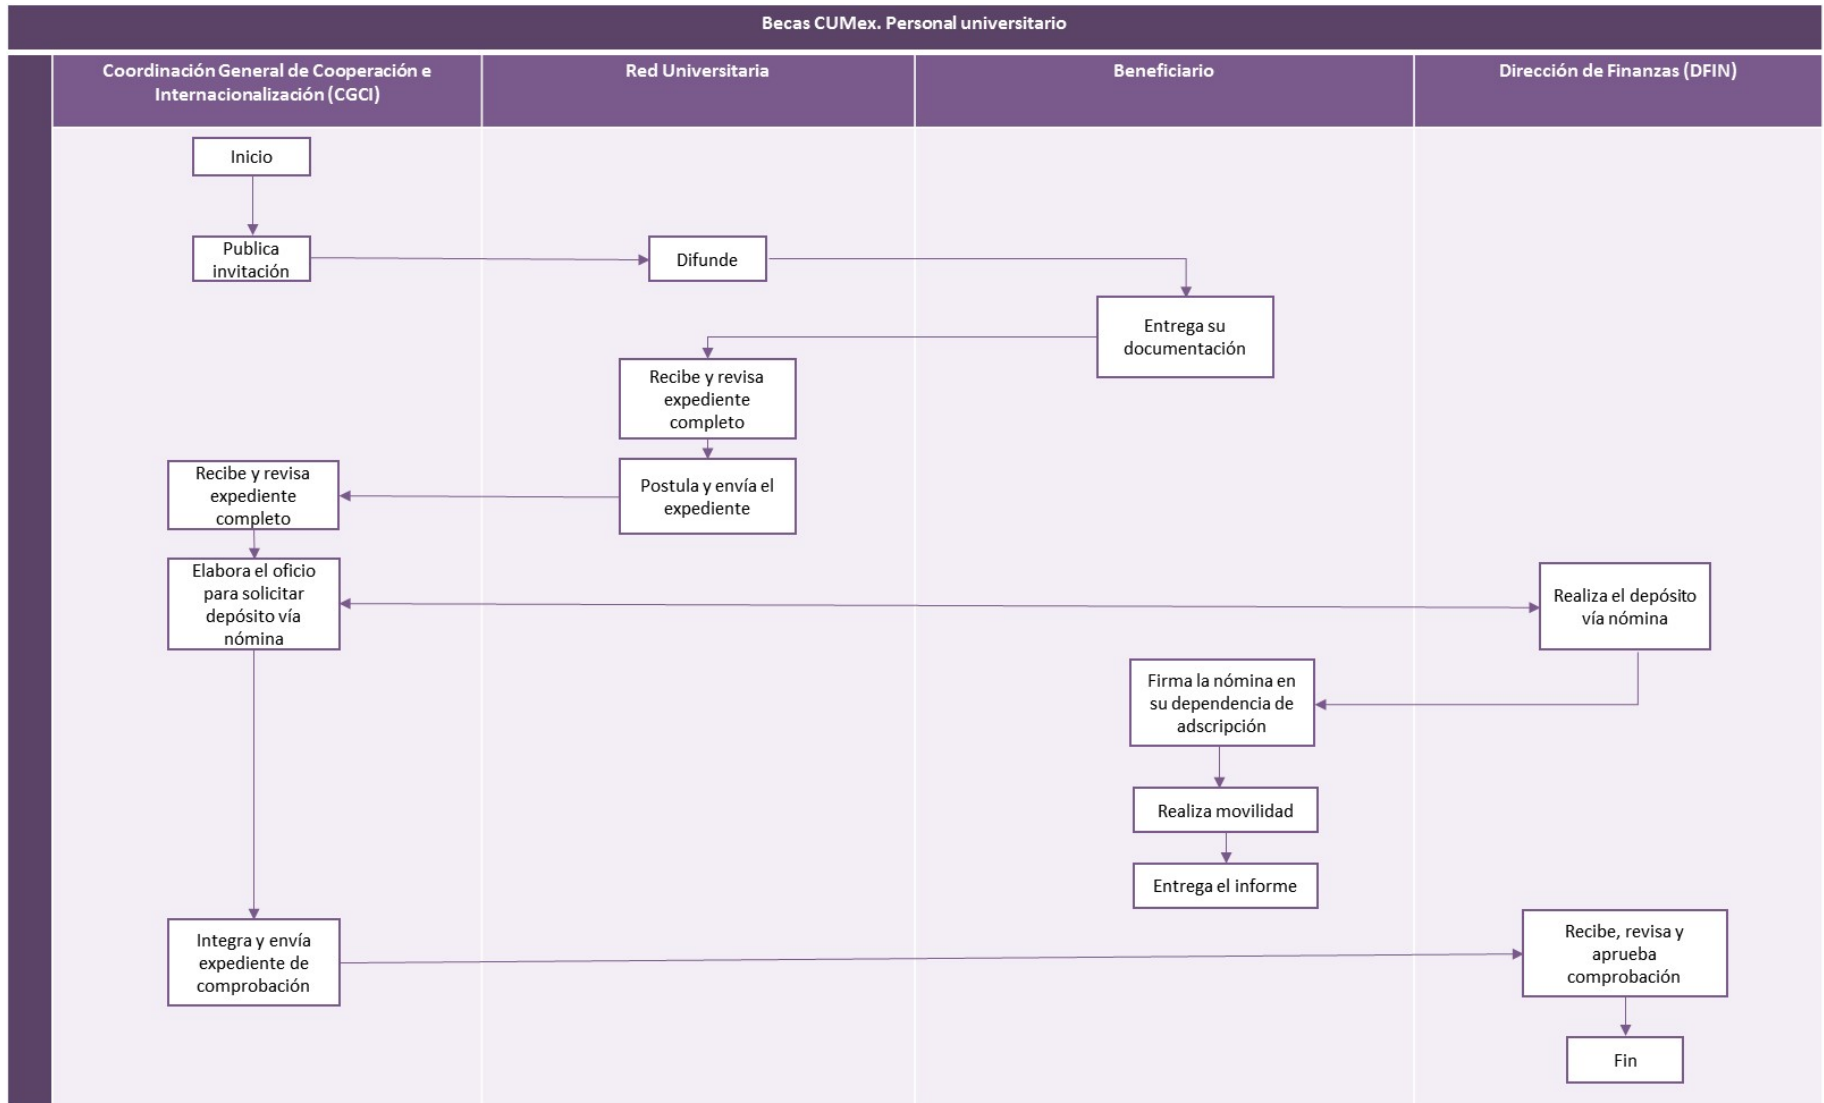 Becas CUMex. Personal universitario
Coordinación General de Cooperación e
Internacionalización (CGCI)
Red Universitaria
Beneficiario
Dirección de Finanzas (DFIN)
Inicio
Publica
invitación
Difunde
Entrega su
documentación
Recibe y revisa
expediente
completo
Postula y envía el
expediente
Recibe y revisa
expediente
completo
Elabora el oficio
para solicitar
depósito vía
nómina
Realiza el depósito
vía nómina
Firma la nómina en
su dependencia de
adscripción
Realiza movilidad
Entrega el informe
Integra y envía
expediente de
comprobación
Recibe, revisa y
aprueba
comprobación
Fin